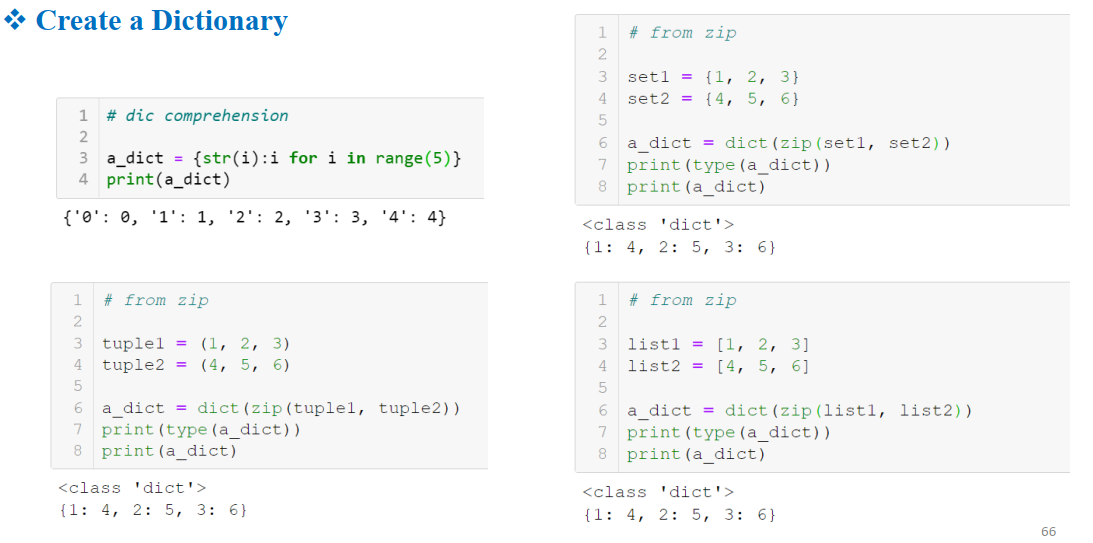 ❖ Create a Dictionary
1 # dic comprehension
2
3 a_dict = {str(i):i for i in range(5)}
4 print(a_dict)
{'0': 0, '1': 1, '2': 2, '3': 3, '4': 4}
1 # from zip
2
3 set1 = {1, 2, 3}
4 set2 = {4, 5, 6}
5
6 a_dict = dict(zip(set1, set2))
7 print(type(a_dict))
8 print(a_dict)
<class 'dict'>
{1: 4, 2: 5, 3: 6}
1 # from zip
2
3 tuple1 = (1, 2, 3)
4 tuple2 = (4, 5, 6)
5
6 a_dict = dict(zip(tuple1, tuple2))
7 print(type(a_dict))
8 print(a_dict)
<class 'dict'>
{1: 4, 2: 5, 3: 6}
1 # from zip
2
3 list1 = [1, 2, 3]
4 list2 = [4, 5, 6]
5
6 a_dict = dict(zip(list1, list2))
7 print(type(a_dict))
8 print(a_dict)
<class 'dict'>
{1: 4, 2: 5, 3: 6}
66